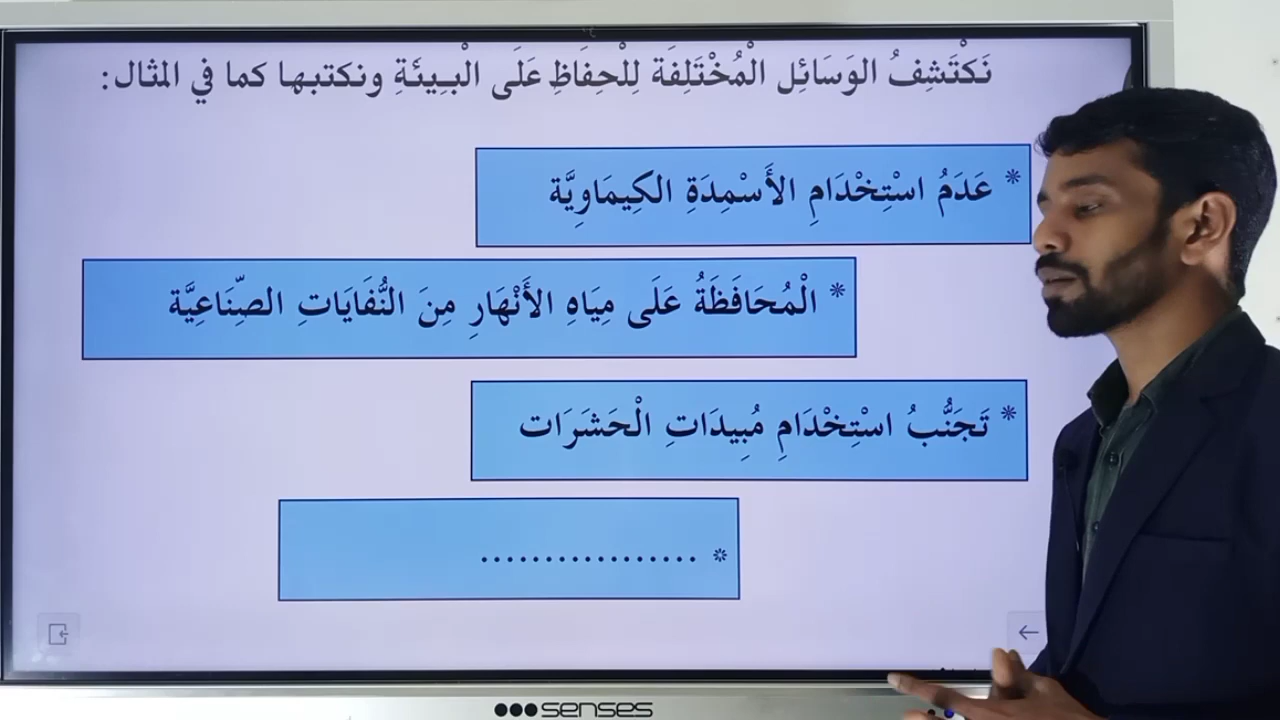 نَكْتَشِفُ الوَسَائِل الْمُخْتَلِفَة لِلْحِفَاظِ عَلَى الْبِيئَةِ ونكتبها كما في المثال:
* عَدَمُ اسْتِخْدَامِ الأَسْمِدَةِ الكِيمَاوِيَّة
* الْمُحَافَظَةُ عَلَى مِيَاهِ الأَنْهَارِ مِنَ النُّفَايَاتِ الصِّنَاعِيَّة
* تَجَنُّبُ اسْتِخْدَامِ مُبِيدَاتِ الْحَشَرَات
* ................
senses